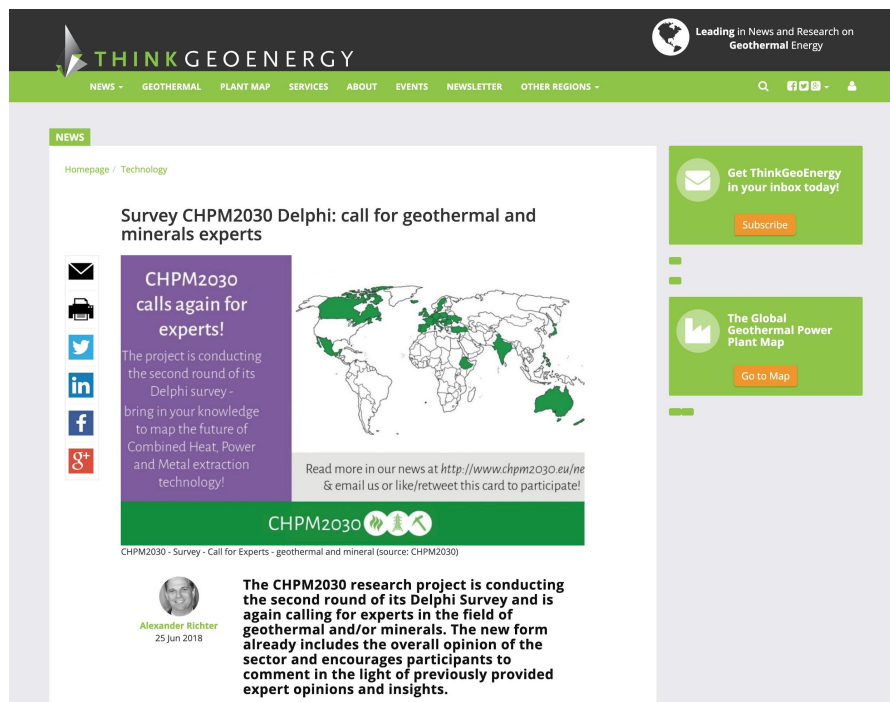 THINKGEOENERGY
Leading in News and Research on
Geothermal Energy
NEWS GEOTHERMAL PLANT MAP SERVICES ABOUT EVENTS NEWSLETTER OTHER REGIONS
NEWS
Homepage / Technology
Survey CHPM2030 Delphi: call for geothermal and
minerals experts
CHPM2030
calls again for
experts!
The project is conducting
the second round of its
Delphi survey -
bring in your knowledge
to map the future of
Combined Heat, Power
and Metal extraction
technology!
Read more in our news at http://www.chpm2030.eu/ne
& email us or like/retweet this card to participate!
CHPM2030
CHPM2030 - Survey - Call for Experts - geothermal and mineral (source: CHPM2030)
Alexander Richter
25 Jun 2018
The CHPM2030 research project is conducting
the second round of its Delphi Survey and is
again calling for experts in the field of
geothermal and/or minerals. The new form
already includes the overall opinion of the
sector and encourages participants to
comment in the light of previously provided
expert opinions and insights.
Get ThinkGeoEnergy
in your inbox today!
Subscribe
The Global
Geothermal Power
Plant Map
Go to Map